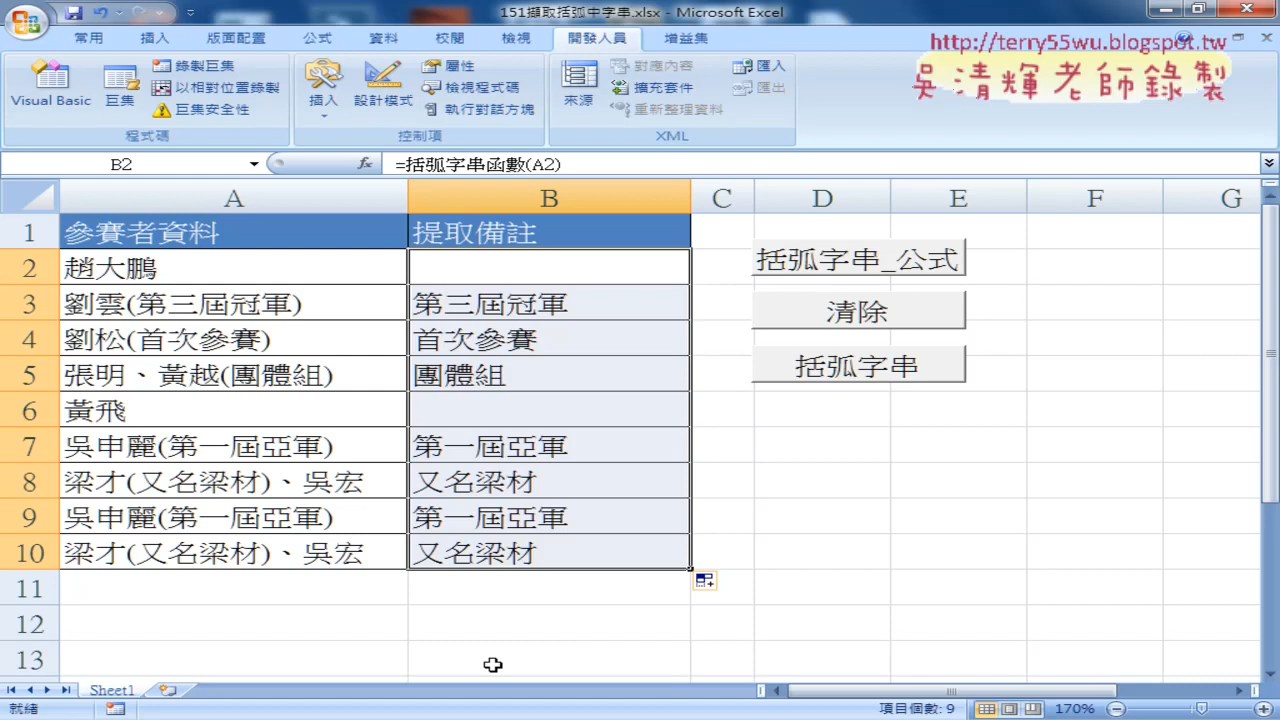 151擷取括弧中字串.xlsx - Microsoft Excel
常用 插入 版面配置 公式 資料 校閱 檢視 開發人員 增益集
http://terry55wu.blogspot.tw
吳清輝老師錄製
Visual Basic 巨集 錄製巨集 以相對位置錄製 巨集安全性
程式碼
插入 設計模式 屬性 檢視程式碼 執行對話方塊
控制項
來源 對應內容 擴充套件 重新整理資料 匯入 匯出
XML
B2 fx =括弧字串函數(A2)
A B C D E F G
1 參賽者資料 提取備註
2 趙大鵬
括弧字串_公式
3 劉雲(第三屆冠軍) 第三屆冠軍
清除
4 劉松(首次參賽) 首次參賽
括弧字串
5 張明、黃越(團體組) 團體組
6 黃飛
7 吳申麗(第一屆亞軍) 第一屆亞軍
8 梁才(又名梁材)、吳宏 又名梁材
9 吳申麗(第一屆亞軍) 第一屆亞軍
10 梁才(又名梁材)、吳宏 又名梁材
11
12
13
Sheet1
就緒 項目個數: 9 170%